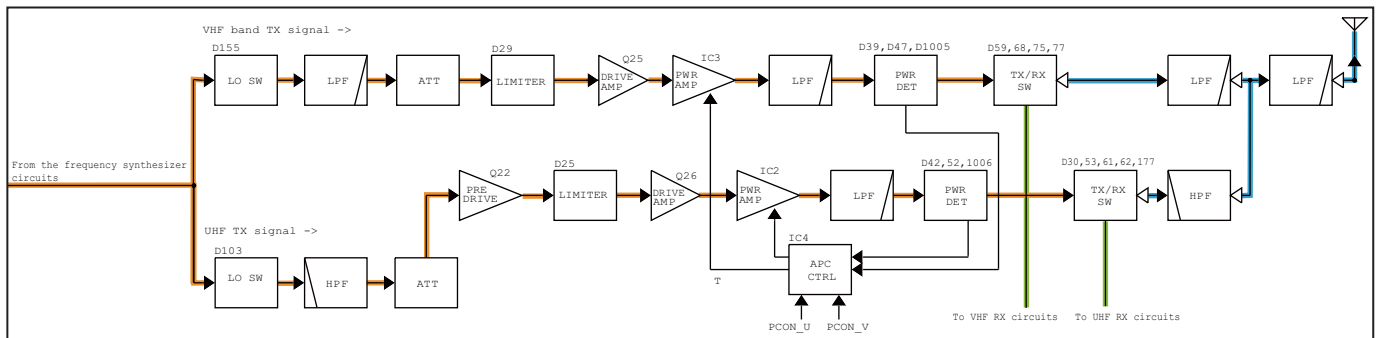 VHF band TX signal ->
D155
LO SW
LPF
ATT
D29
LIMITER
Q25
DRIVE
AMP
IC3
PWR
AMP
LPF
D39,D47,D1005
PWR
DET
D59,68,75,77
TX/RX
SW
LPF
LPF
From the frequency synthesizer
circuits
Q22
PRE
DRIVE
D25
LIMITER
Q26
DRIVE
AMP
IC2
PWR
AMP
LPF
D42,52,1006
PWR
DET
D30,53,61,62,177
TX/RX
SW
HPF
UHF TX signal ->
D103
LO SW
HPF
ATT
IC4
APC
CTRL
T
PCON_U
PCON_V
To VHF RX circuits
To UHF RX circuits